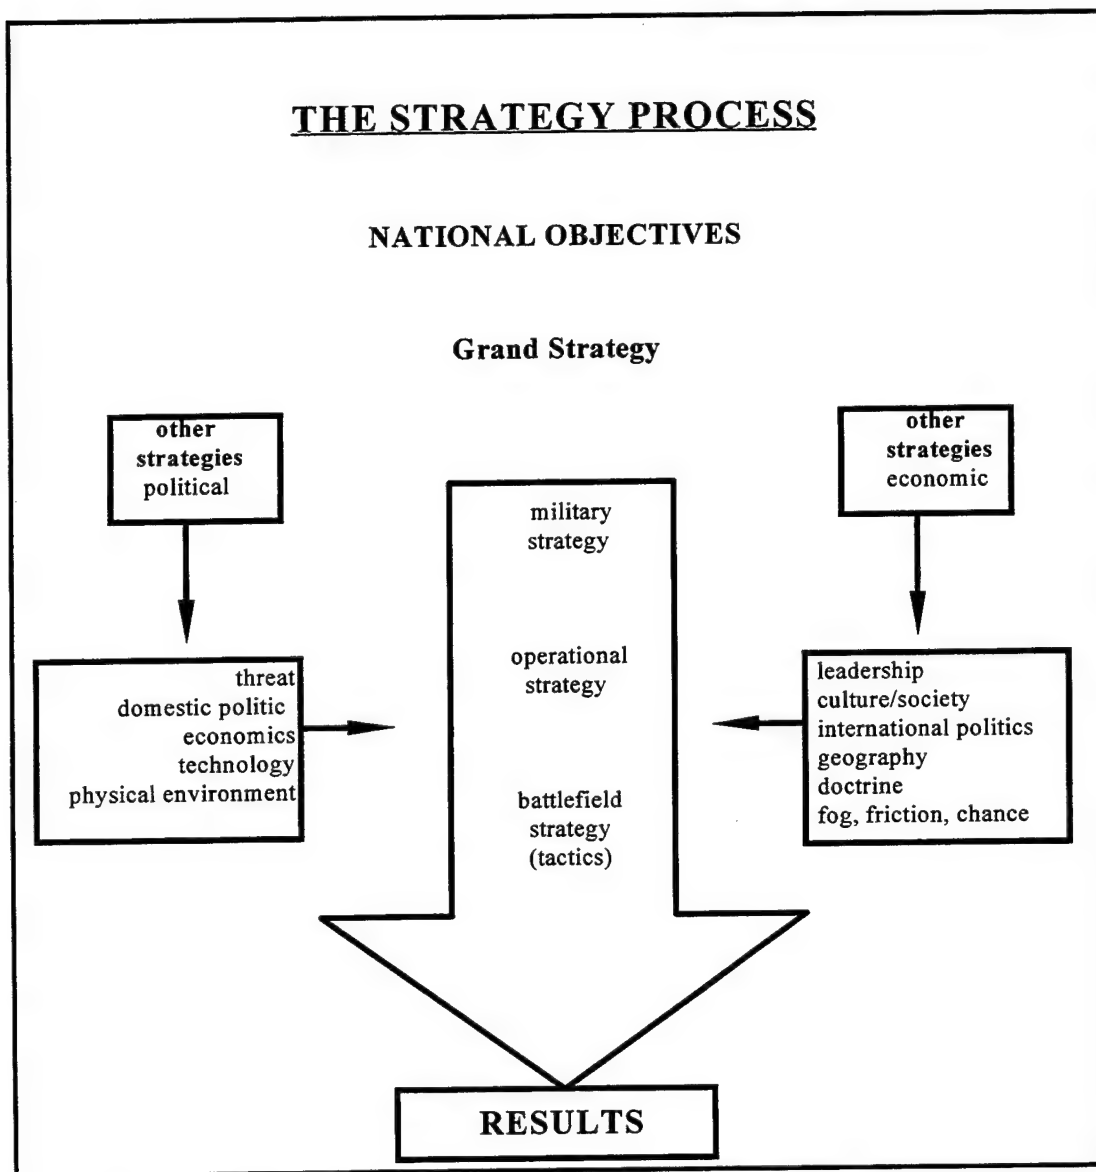 THE STRATEGY PROCESS
NATIONAL OBJECTIVES
Grand Strategy
other
strategies
political
other
strategies
economic
military
strategy
operational
strategy
battlefield
strategy
(tactics)
threat
domestic politic
economics
technology
physical environment
leadership
culture/society
international politics
geography
doctrine
fog, friction, chance
RESULTS